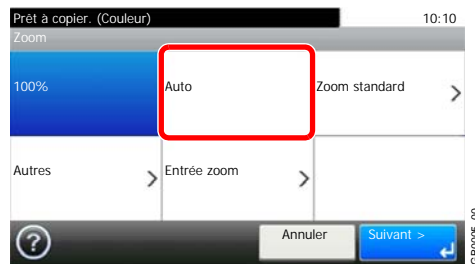 Prêt à copier. (Couleur) 10:10
Zoom
100% Auto Zoom standard >
Autres > Entrée zoom >
? Annuler Suivant >